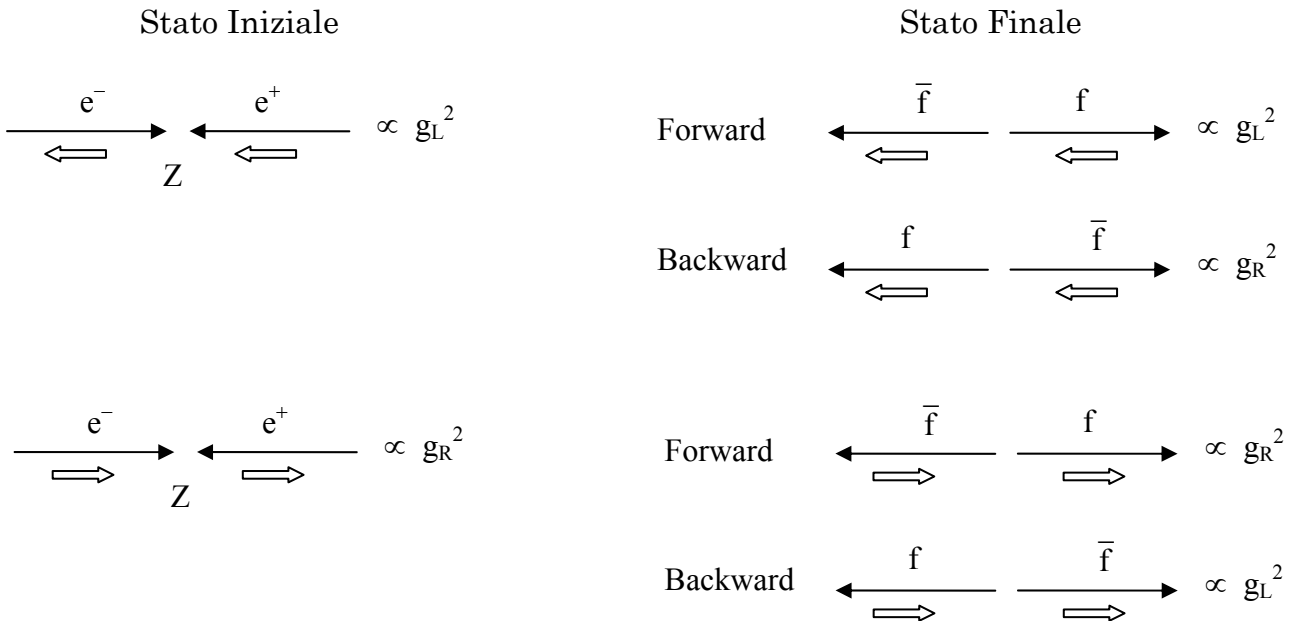 Stato Iniziale
Stato Finale
e⁻ e⁺ ∝ g_L²
Z
Forward f̅ f ∝ g_L²
Backward f f̅ ∝ g_R²
e⁻ e⁺ ∝ g_R²
Z
Forward f̅ f ∝ g_R²
Backward f f̅ ∝ g_L²